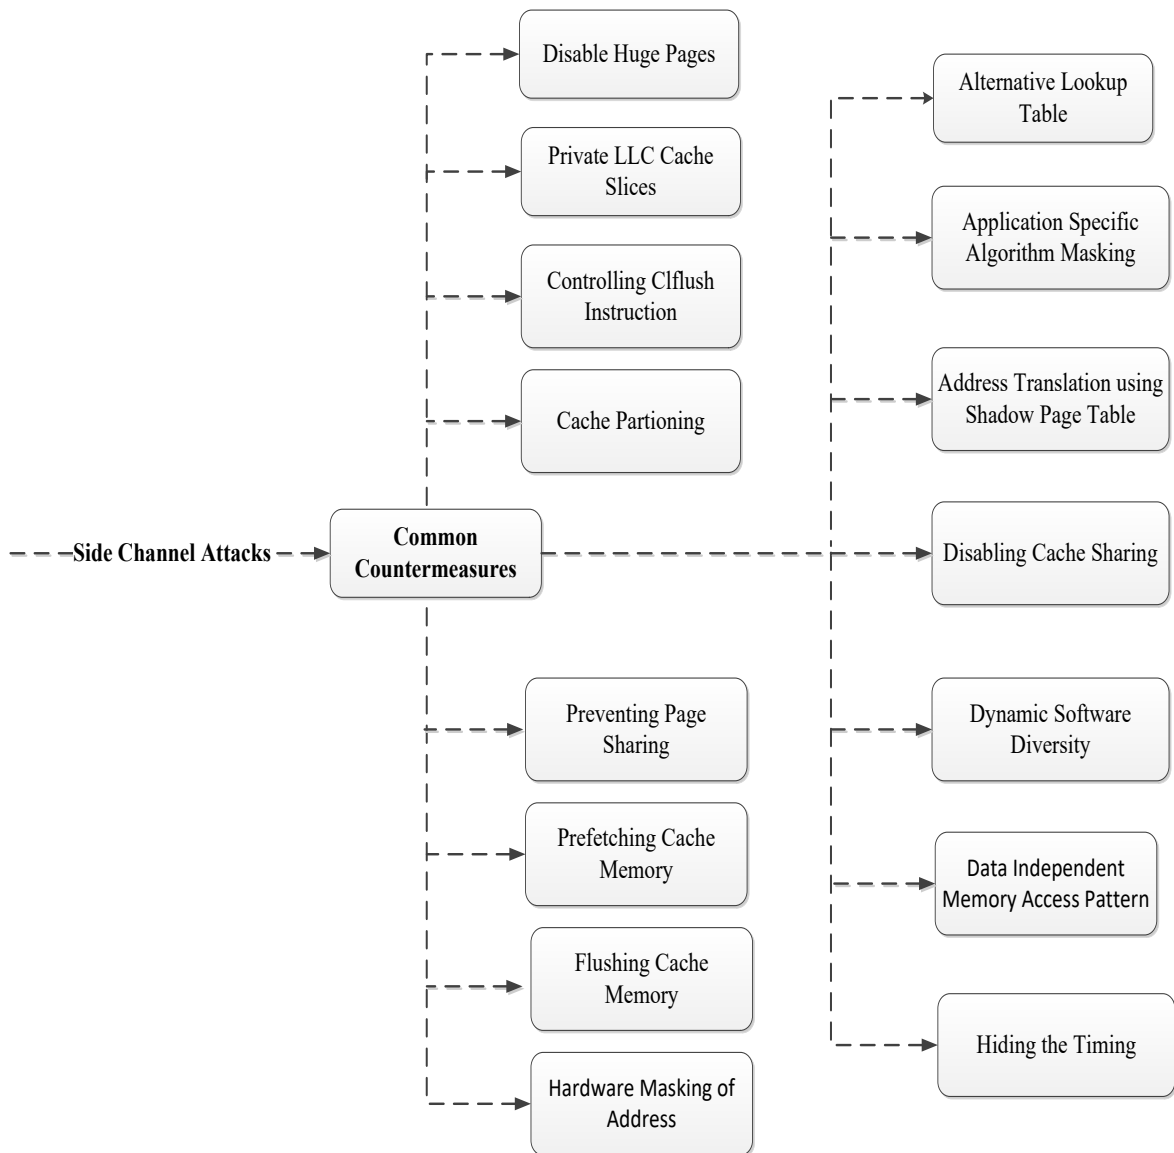 Side Channel Attacks
Common
Countermeasures
Disable Huge Pages
Private LLC Cache
Slices
Controlling Clflush
Instruction
Cache Partioning
Preventing Page
Sharing
Prefetching Cache
Memory
Flushing Cache
Memory
Hardware Masking of
Address
Alternative Lookup
Table
Application Specific
Algorithm Masking
Address Translation using
Shadow Page Table
Disabling Cache Sharing
Dynamic Software
Diversity
Data Independent
Memory Access Pattern
Hiding the Timing